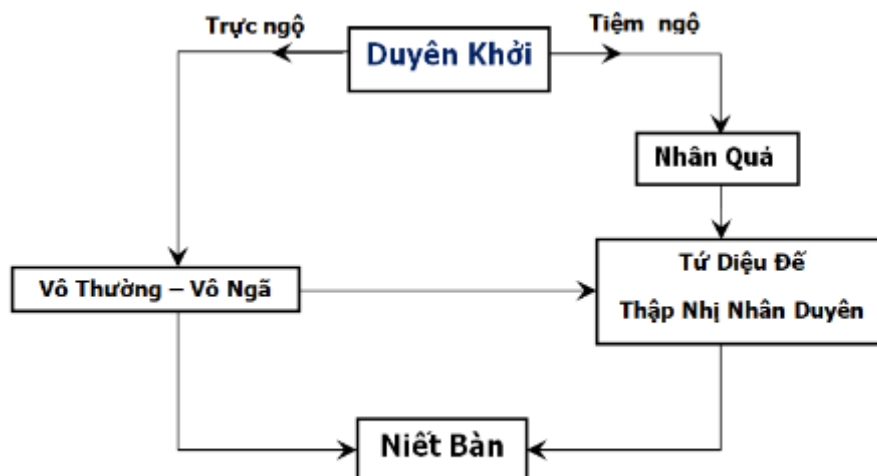 Trực ngộ
Duyên Khởi
Tiệm ngộ
Nhân Quả
Vô Thường – Vô Ngã
Tứ Diệu Đế
Thập Nhị Nhân Duyên
Niết Bàn